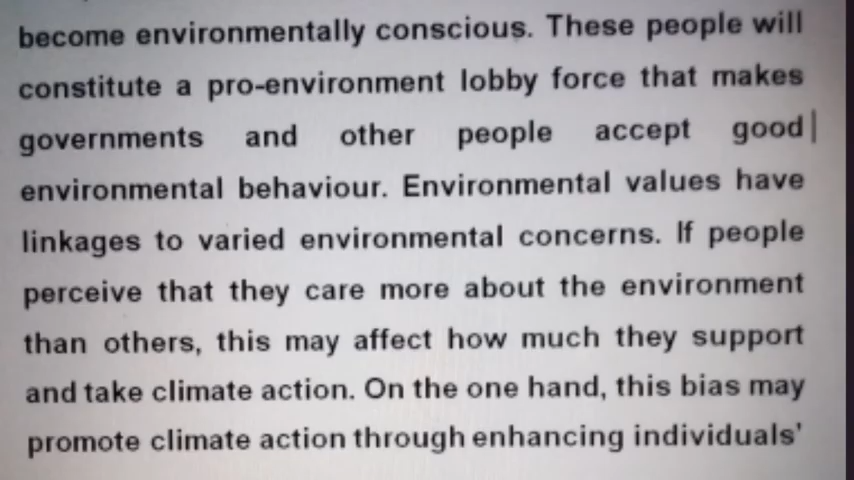 become environmentally conscious. These people will
constitute a pro-environment lobby force that makes
governments and other people accept good
environmental behaviour. Environmental values have
linkages to varied environmental concerns. If people
perceive that they care more about the environment
than others, this may affect how much they support
and take climate action. On the one hand, this bias may
promote climate action through enhancing individuals'